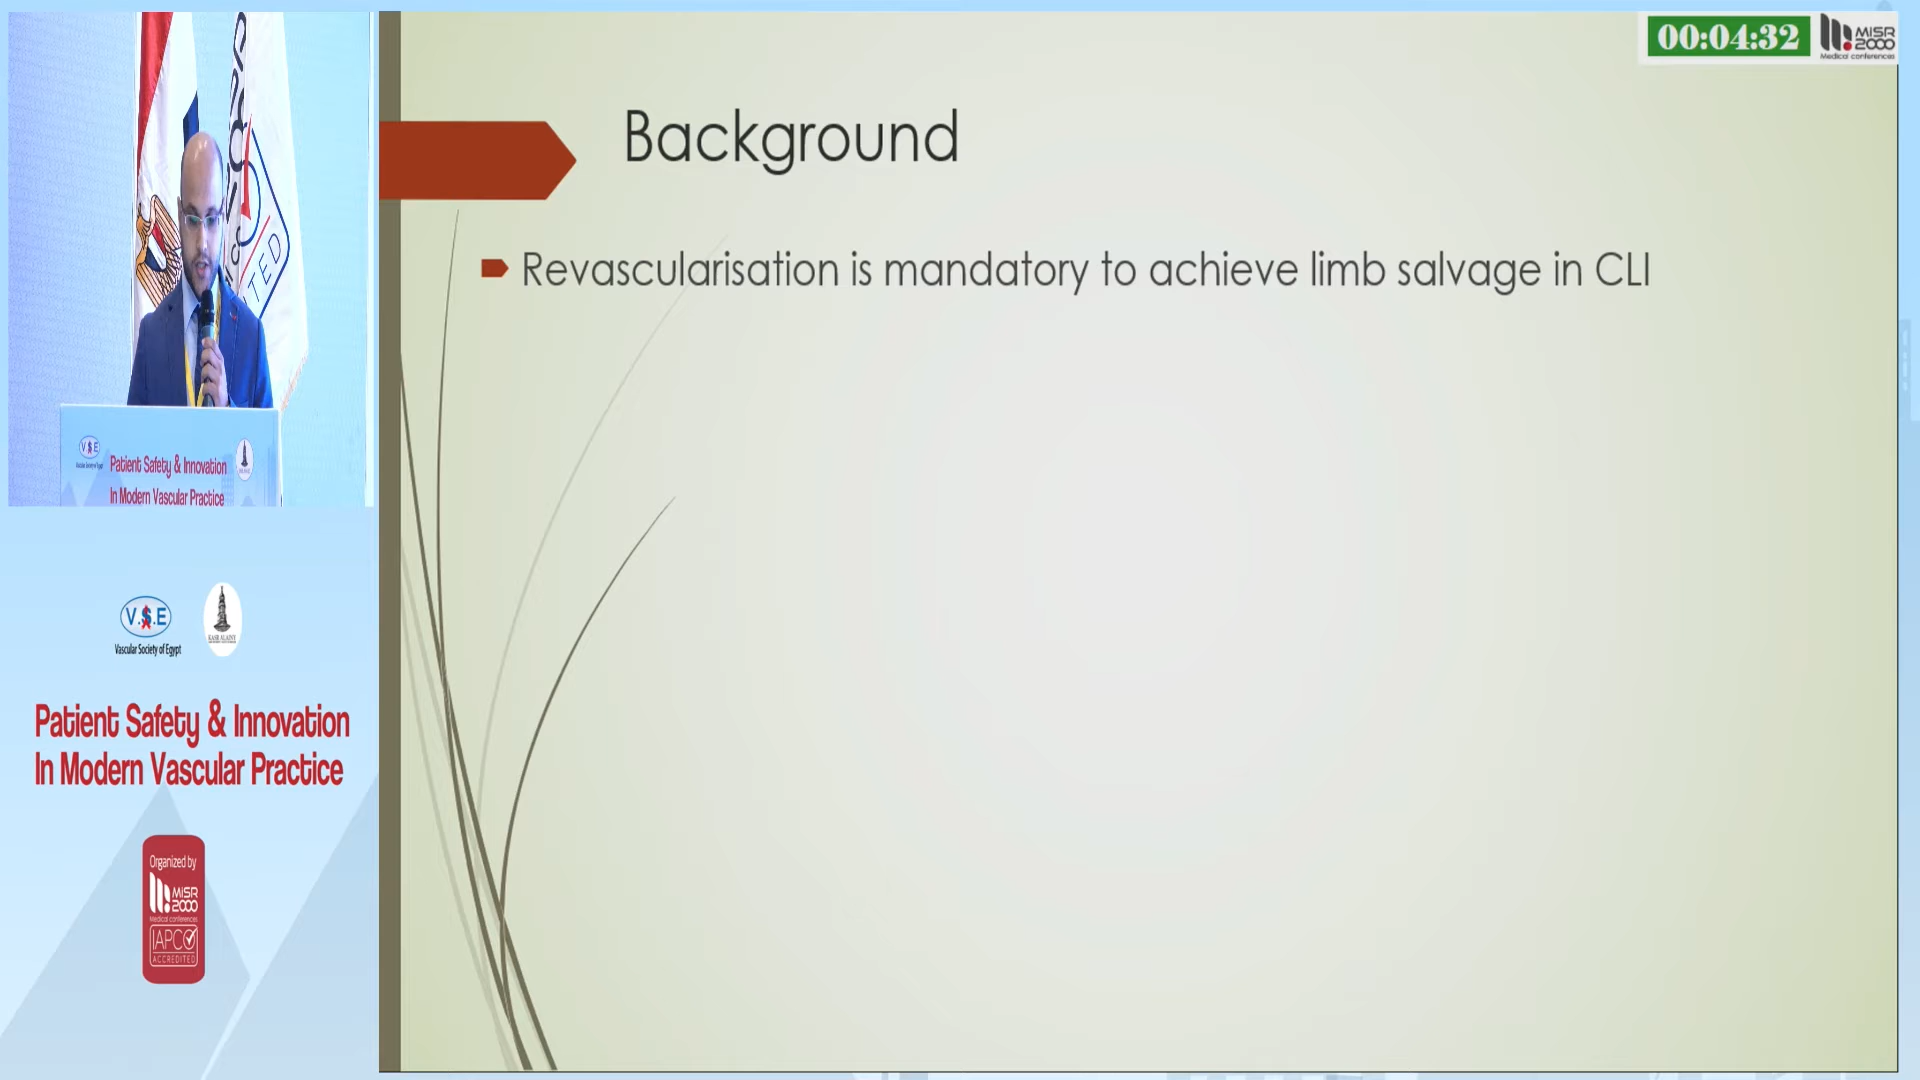 00:04:32
MISR
2000
Medical conferences
Background
Revascularisation is mandatory to achieve limb salvage in CLI
V.S.E
Patient Safety & Innovation
In Modern Vascular Practice
V.S.E
Vascular Society of Egypt
KASR ALAINY
Patient Safety & Innovation
In Modern Vascular Practice
Organized by
MISR
2000
Medical conferences
IAPCO
ACCREDITED